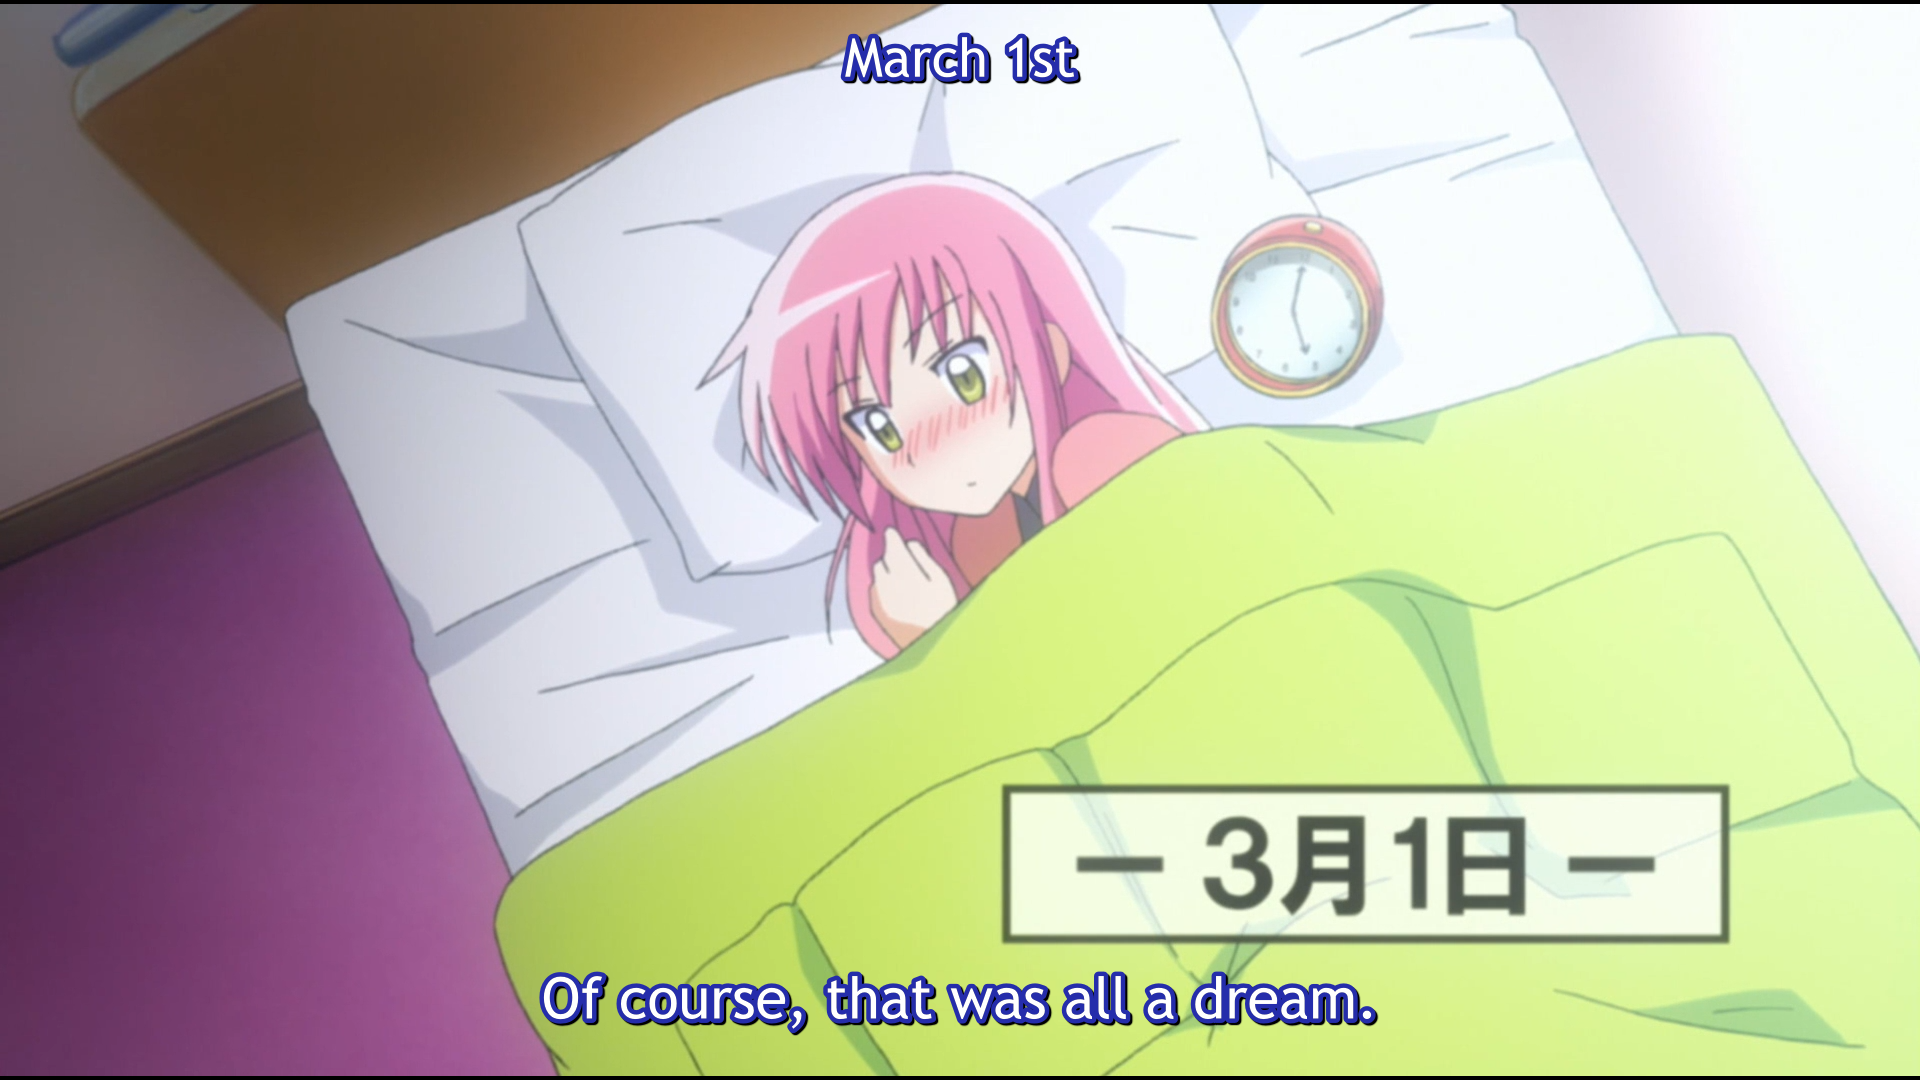 March 1st
― 3月1日 ―
Of course, that was all a dream.